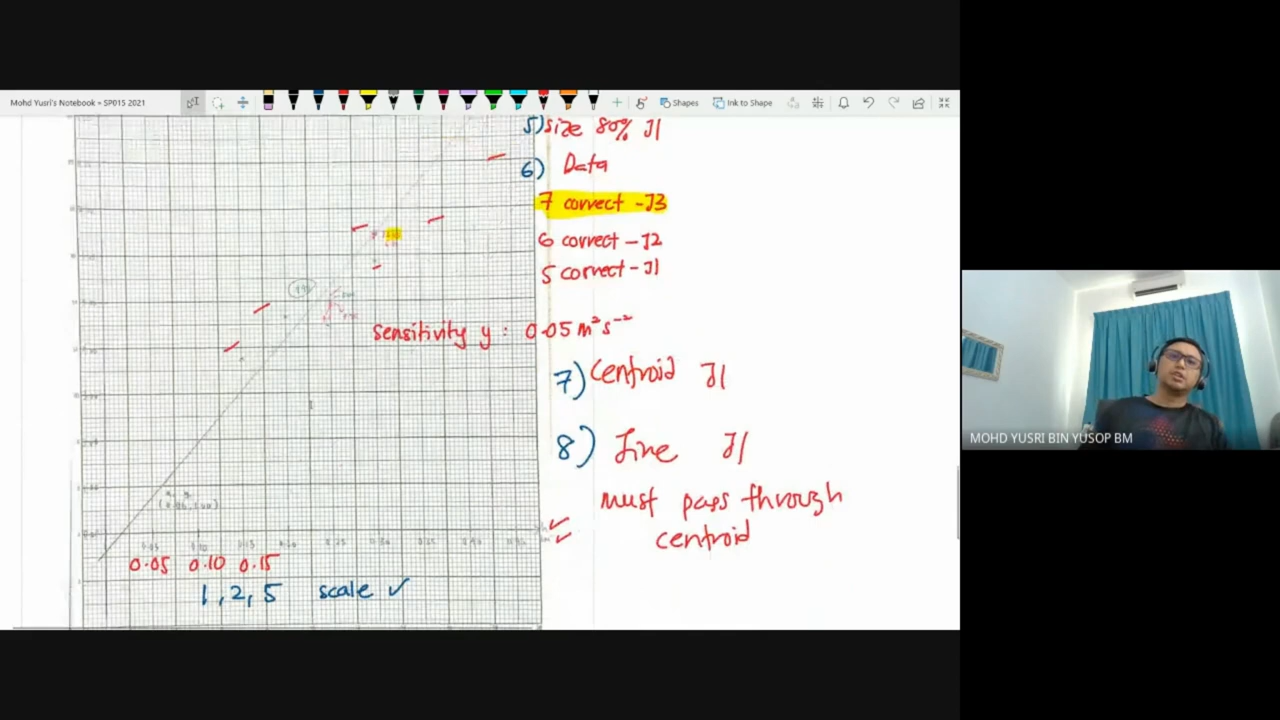 Mohd Yusri's Notebook » SP015 2021
Shapes
Ink to Shape
5) size 80% J1
6) Data
7 correct - J3
6 correct - J2
5 correct - J1
sensitivity y : 0.05 m² s⁻²
7) Centroid J1
8) Line J1
must pass through
centroid
0.05 0.10 0.15
1, 2, 5 scale ✓
MOHD YUSRI BIN YUSOP BM